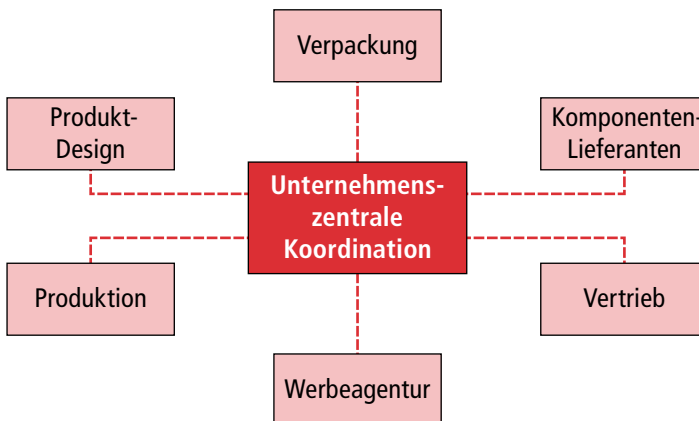 Verpackung
Produkt-
Design
Komponenten-
Lieferanten
Unternehmens-
zentrale
Koordination
Produktion
Vertrieb
Werbeagentur